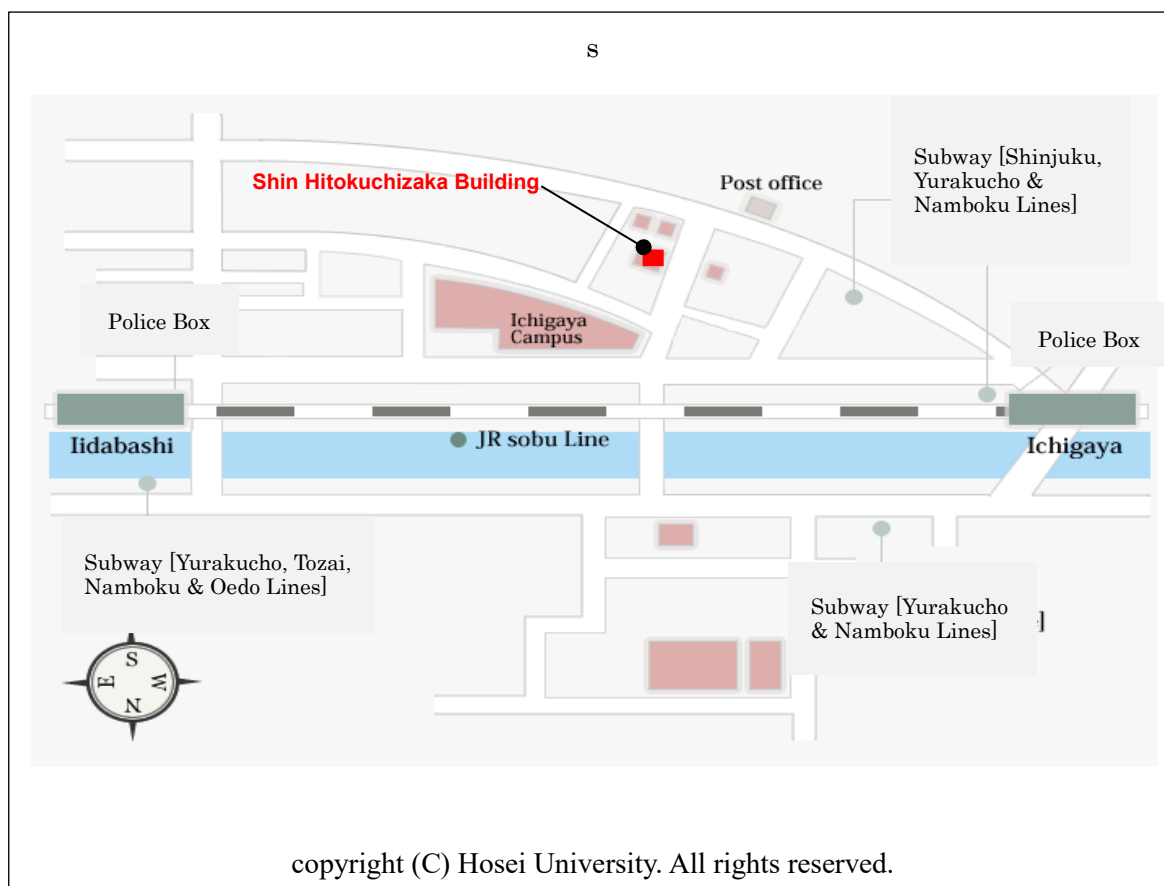 s
Subway [Shinjuku,
Yurakucho &
Namboku Lines]
Shin Hitokuchizaka Building
Post office
Police Box
Ichigaya
Campus
Police Box
Iidabashi
JR sobu Line
Ichigaya
Subway [Yurakucho, Tozai,
Namboku & Oedo Lines]
Subway [Yurakucho
& Namboku Lines]
]
S
E W
N
copyright (C) Hosei University. All rights reserved.